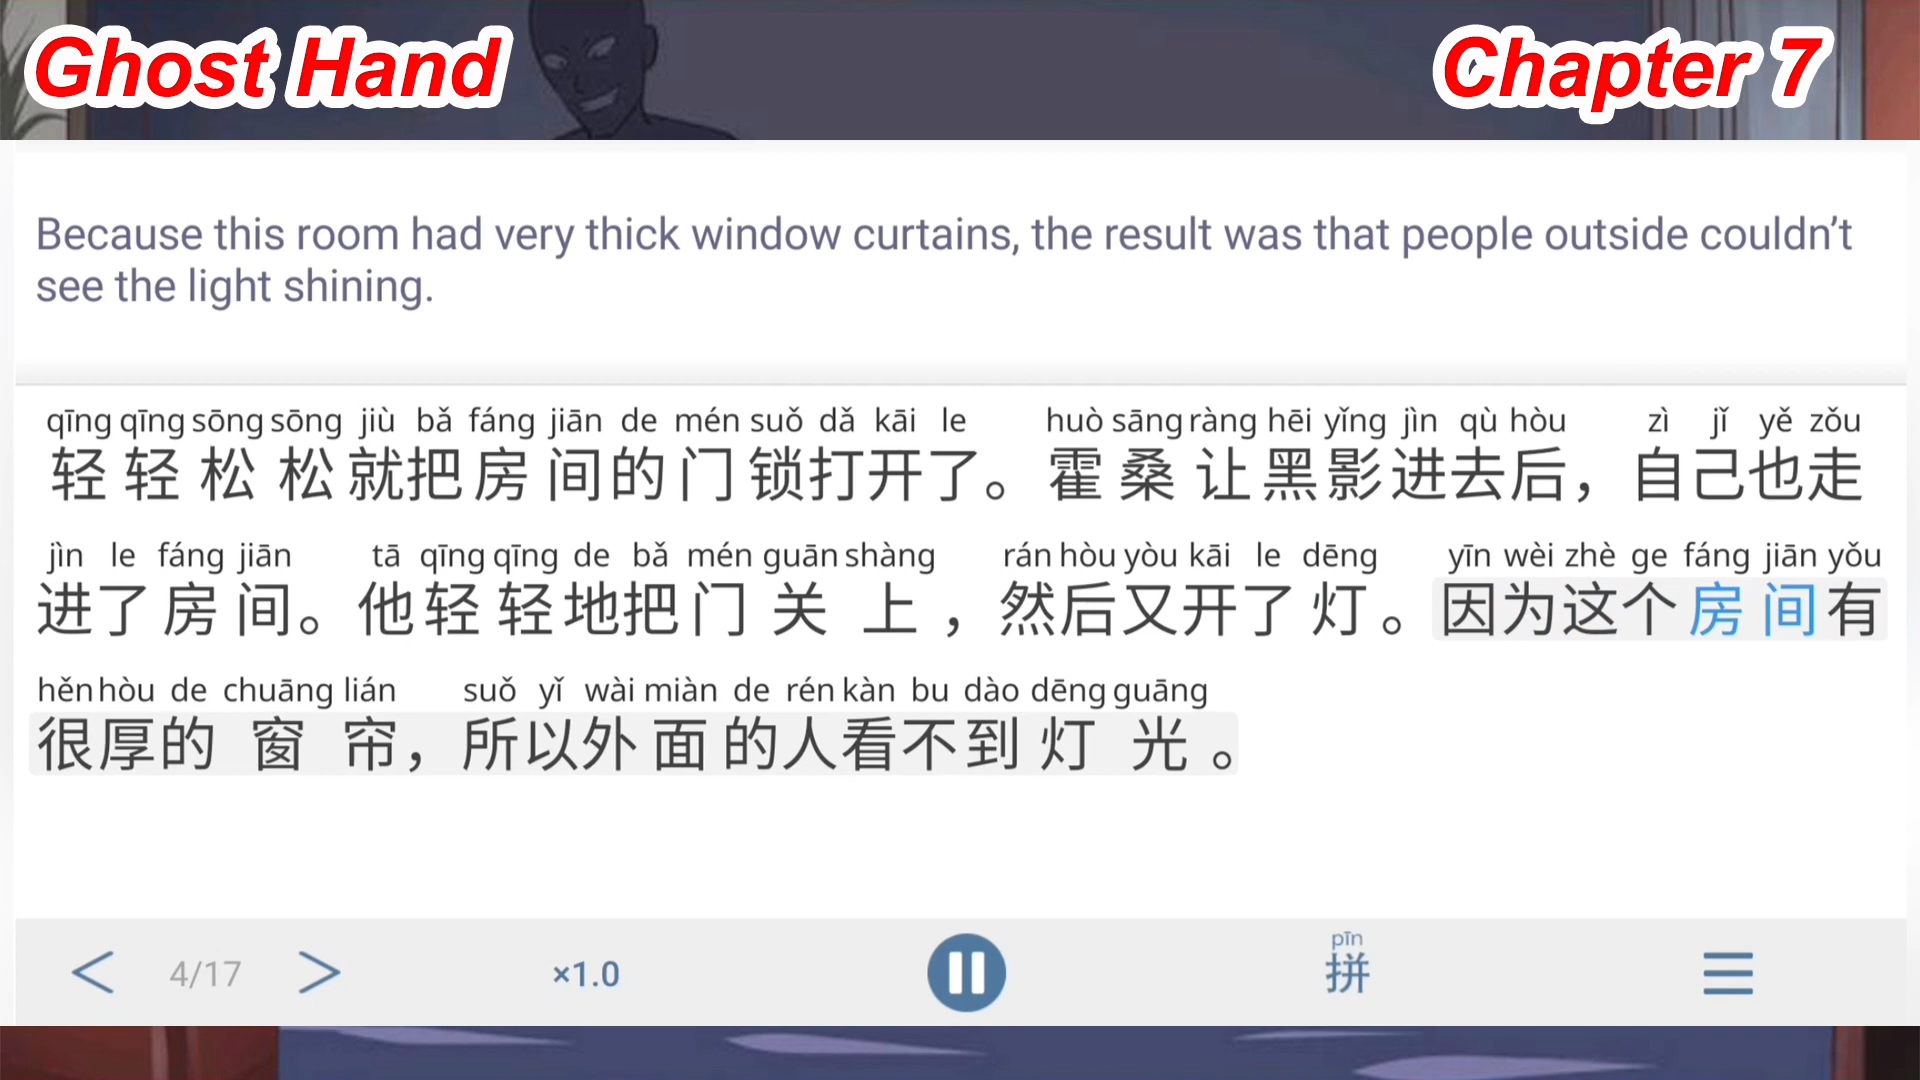 Ghost Hand
Chapter 7
Because this room had very thick window curtains, the result was that people outside couldn’t
see the light shining.
qīng qīng sōng sōng jiù bǎ fáng jiān de mén suǒ dǎ kāi le huò sāng ràng hēi yǐng jìn qù hòu zì jǐ yě zǒu
轻轻松松就把房间的门锁打开了。霍桑让黑影进去后，自己也走
jìn le fáng jiān tā qīng qīng de bǎ mén guān shàng rán hòu yòu kāi le dēng yīn wèi zhè ge fáng jiān yǒu
进了房间。他轻轻地把门关上，然后又开了灯。因为这个房间有
hěn hòu de chuāng lián suǒ yǐ wài miàn de rén kàn bu dào dēng guāng
很厚的窗帘，所以外面的人看不到灯光。
< 4/17 > ×1.0 pīn
拼